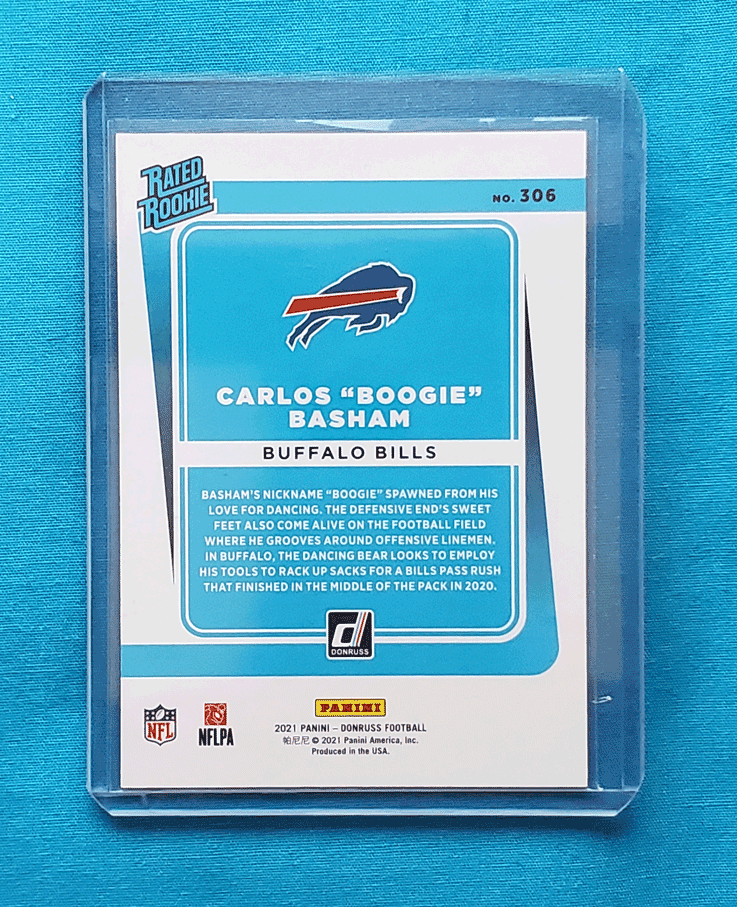 RATED
ROOKIE
NO. 306
CARLOS “BOOGIE”
BASHAM
BUFFALO BILLS
BASHAM'S NICKNAME “BOOGIE” SPAWNED FROM HIS
LOVE FOR DANCING. THE DEFENSIVE END'S SWEET
FEET ALSO COME ALIVE ON THE FOOTBALL FIELD
WHERE HE GROOVES AROUND OFFENSIVE LINEMEN.
IN BUFFALO, THE DANCING BEAR LOOKS TO EMPLOY
HIS TOOLS TO RACK UP SACKS FOR A BILLS PASS RUSH
THAT FINISHED IN THE MIDDLE OF THE PACK IN 2020.
d
DONRUSS
PANINI
NFL
NFLPA
2021 PANINI – DONRUSS FOOTBALL
帕尼尼 © 2021 Panini America, Inc.
Produced in the USA.